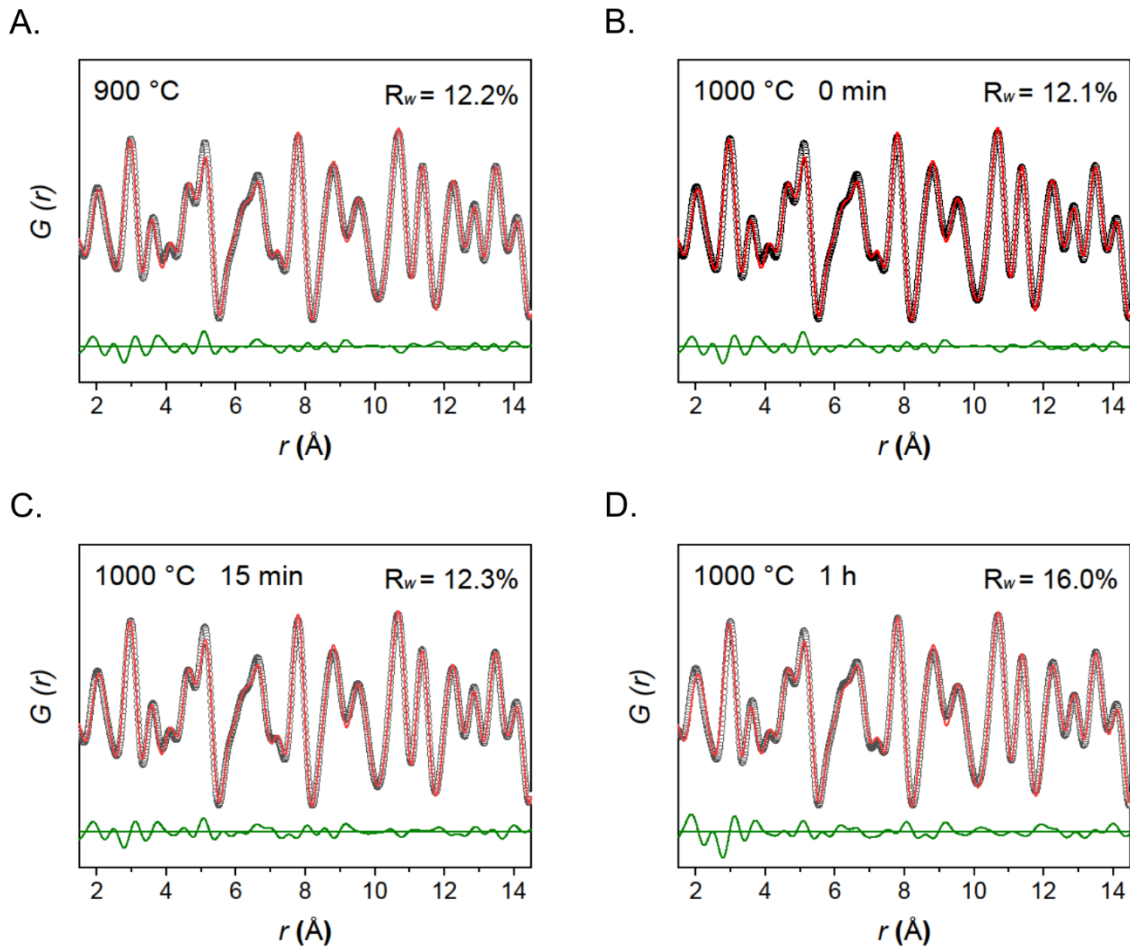 A.
900 °C
Rw = 12.2%
G (r)
2 4 6 8 10 12 14
r (Å)
B.
1000 °C 0 min
Rw = 12.1%
G (r)
2 4 6 8 10 12 14
r (Å)
C.
1000 °C 15 min
Rw = 12.3%
G (r)
2 4 6 8 10 12 14
r (Å)
D.
1000 °C 1 h
Rw = 16.0%
G (r)
2 4 6 8 10 12 14
r (Å)